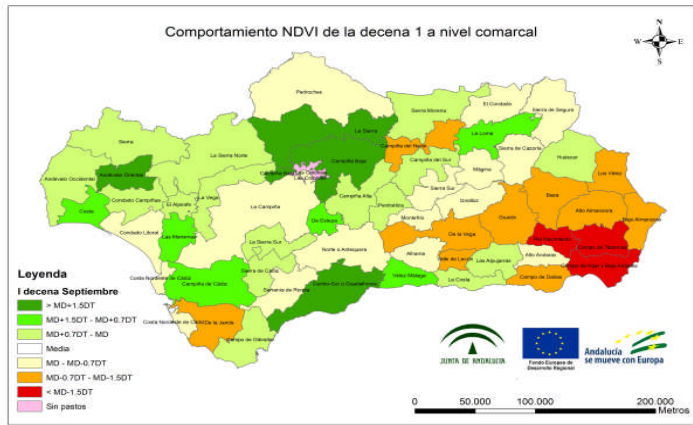 Comportamiento NDVI de la decena 1 a nivel comarcal
N
W
E
S
Pedroches
Sierra Morena
El Condado
Sierra de Segura
La Sierra
La Loma
Campiña del Norte
Sierra
La Sierra Norte
Campiña Baja
Sierra de Cazorla
Campiña del Sur
Huéscar
Andévalo Occidental
Andévalo Oriental
Mágina
Los Vélez
La Vega
Campiña Alta
Sierra Sur
Baza
Condado Campiña
El Aljarafe
La Campiña
Penibética
Costa
De Estepa
Montefrío
Guadix
Alto Almanzora
Bajo Almanzora
Condado Litoral
Las Marismas
La Sierra Sur
De la Vega
Río Nacimiento
Campo de Tabernas
Norte o Antequera
Alhama
Alto Andarax
Sierra de Cádiz
Valle de Lecrín
Las Alpujarras
Costa Noroeste de Cádiz
Campiña de Cádiz
Serranía de Ronda
Centro-Sur o Guadalhorce
Vélez Málaga
La Costa
Campo de Dalías
Costa Noroeste de Cádiz
De la Janda
Campo de Gibraltar
Leyenda
I decena Septiembre
> MD+1.5DT
MD+1.5DT - MD+0.7DT
MD+0.7DT - MD
Media
MD - MD-0.7DT
MD-0.7DT - MD-1.5DT
< MD-1.5DT
Sin pastos
JUNTA DE ANDALUCIA
Fondo Europeo de
Desarrollo Regional
Andalucía
se mueve con Europa
0 50.000 100.000 200.000
Metros